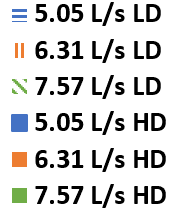 5.05 L/s LD
6.31 L/s LD
7.57 L/s LD
5.05 L/s HD
6.31 L/s HD
7.57 L/s HD